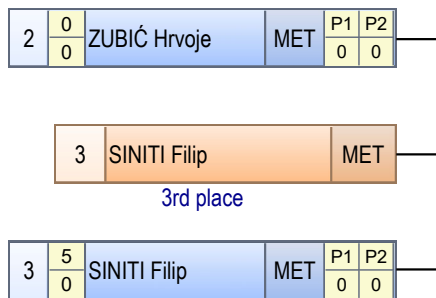 2 0 0 ZUBIĆ Hrvoje MET P1 P2 0 0
3 SINITI Filip MET
3rd place
3 5 0 SINITI Filip MET P1 P2 0 0